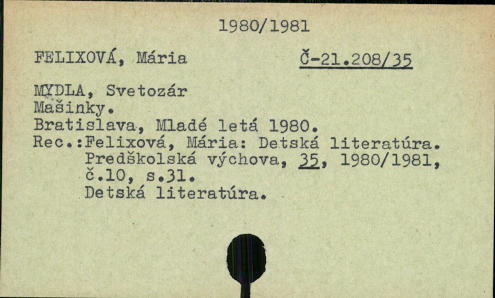 1980/1981
FELIXOVÁ, Mária Č-21.208/35
MYDLA, Svetozár
Mašinky.
Bratislava, Mladé letá 1980.
Rec.:Felixová, Mária: Detská literatúra.
Predškolská výchova, 35, 1980/1981,
č.10, s.31.
Detská literatúra.